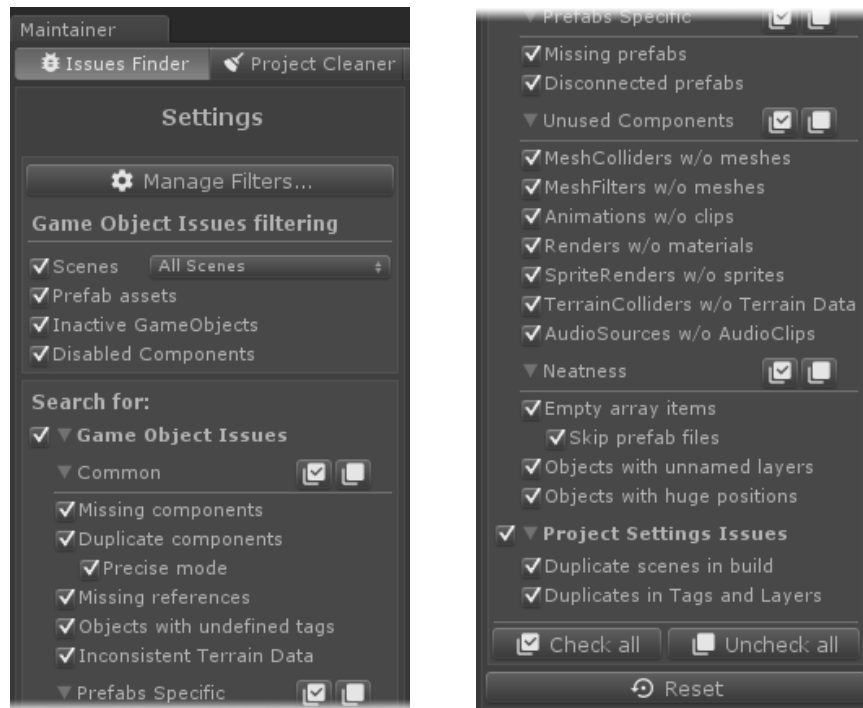 Maintainer
Issues Finder Project Cleaner
Settings
Manage Filters...
Game Object Issues filtering
Scenes All Scenes
Prefab assets
Inactive GameObjects
Disabled Components
Search for:
Game Object Issues
Common
Missing components
Duplicate components
Precise mode
Missing references
Objects with undefined tags
Inconsistent Terrain Data
Prefabs Specific
Prefabs Specific
Missing prefabs
Disconnected prefabs
Unused Components
MeshColliders w/o meshes
MeshFilters w/o meshes
Animations w/o clips
Renders w/o materials
SpriteRenders w/o sprites
TerrainColliders w/o Terrain Data
AudioSources w/o AudioClips
Neatness
Empty array items
Skip prefab files
Objects with unnamed layers
Objects with huge positions
Project Settings Issues
Duplicate scenes in build
Duplicates in Tags and Layers
Check all Uncheck all
Reset